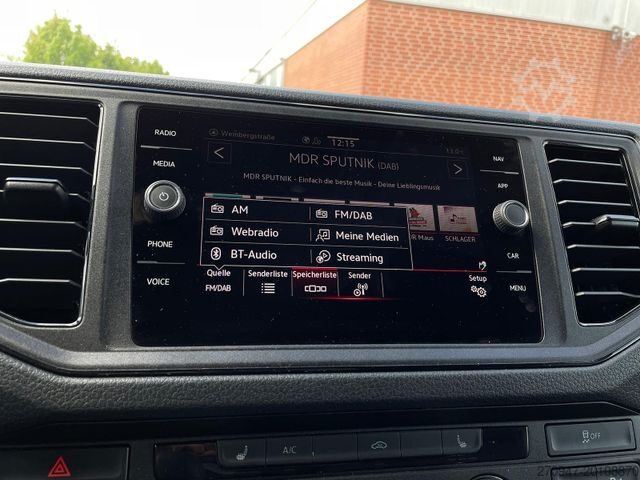 RADIO
MEDIA
PHONE
VOICE
NAV
APP
CAR
MENU
Weinbergstraße
12:15
MDR SPUTNIK (DAB)
MDR SPUTNIK - Einfach die beste Musik - Deine Lieblingsmusik
AM
FM/DAB
Webradio
Meine Medien
BT-Audio
Streaming
Maus
SCHLAGER
Quelle
FM/DAB
Senderliste
Speicherliste
Sender
Setup
A/C
OFF